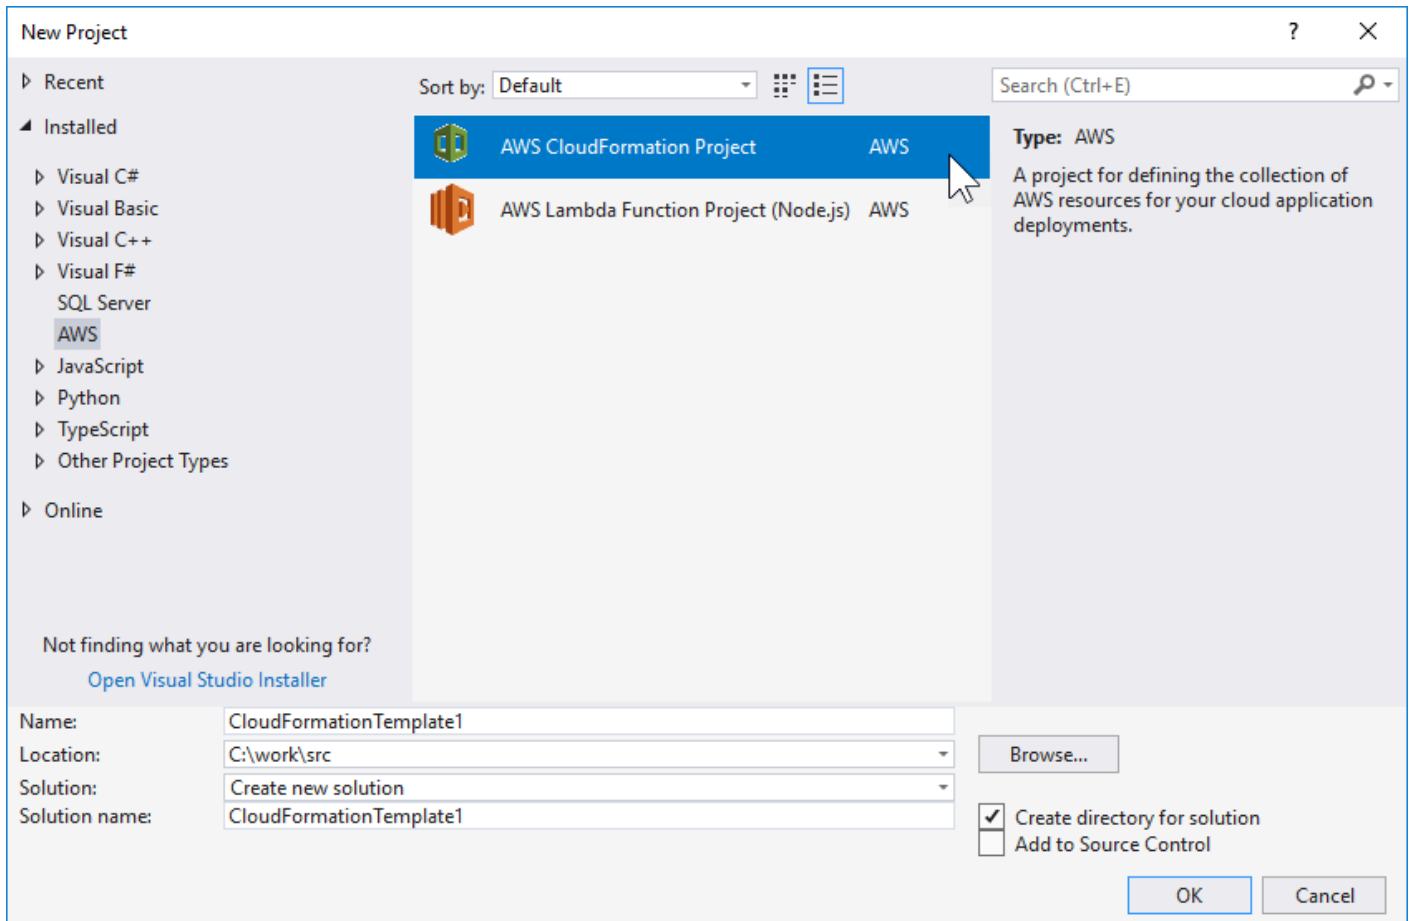 New Project
?
Recent
Installed
Visual C#
Visual Basic
Visual C++
Visual F#
SQL Server
AWS
JavaScript
Python
TypeScript
Other Project Types
Online
Not finding what you are looking for?
Open Visual Studio Installer
Sort by: Default
AWS CloudFormation Project AWS
AWS Lambda Function Project (Node.js) AWS
Search (Ctrl+E)
Type: AWS
A project for defining the collection of
AWS resources for your cloud application
deployments.
Name: CloudFormationTemplate1
Location: C:\work\src
Browse...
Solution: Create new solution
Solution name: CloudFormationTemplate1
Create directory for solution
Add to Source Control
OK Cancel